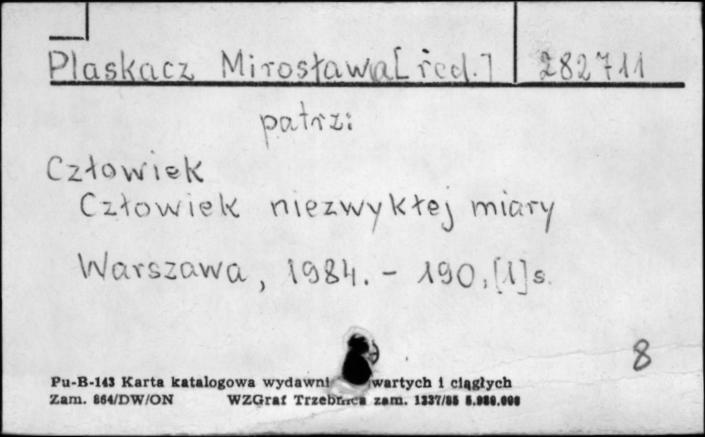 Plaskacz Mirosława [red.] 282711
patrz:
Człowiek
Człowiek niezwykłej miary
Warszawa, 1984. - 190,[1]s.
8
Pu-B-143 Karta katalogowa wydawni wartych i ciągłych
Zam. 864/DW/ON WZGraf Trzebnica zam. 1337/85